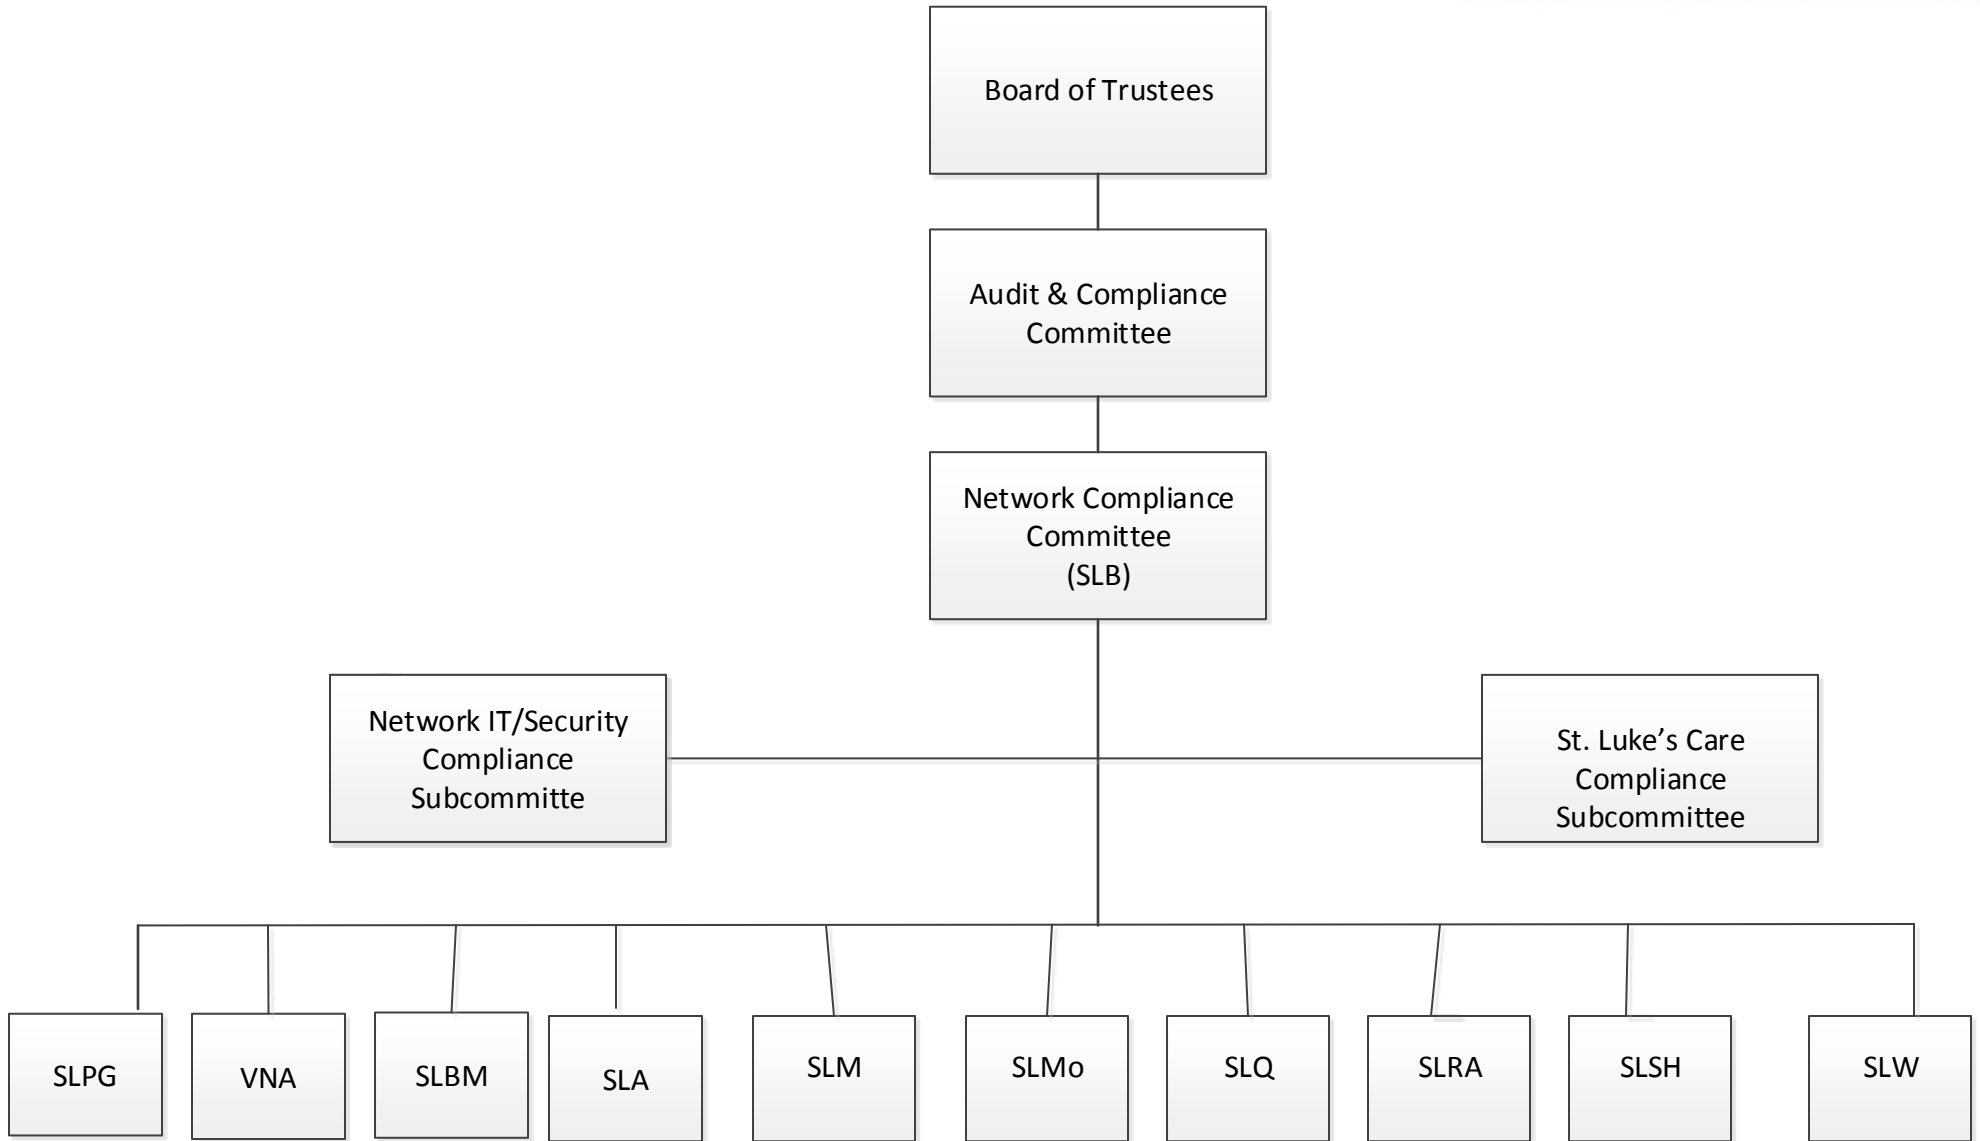 Board of Trustees
Audit & Compliance
Committee
Network Compliance
Committee
(SLB)
Network IT/Security
Compliance
Subcommitte
St. Luke’s Care
Compliance
Subcommittee
SLPG
VNA
SLBM
SLA
SLM
SLMo
SLQ
SLRA
SLSH
SLW